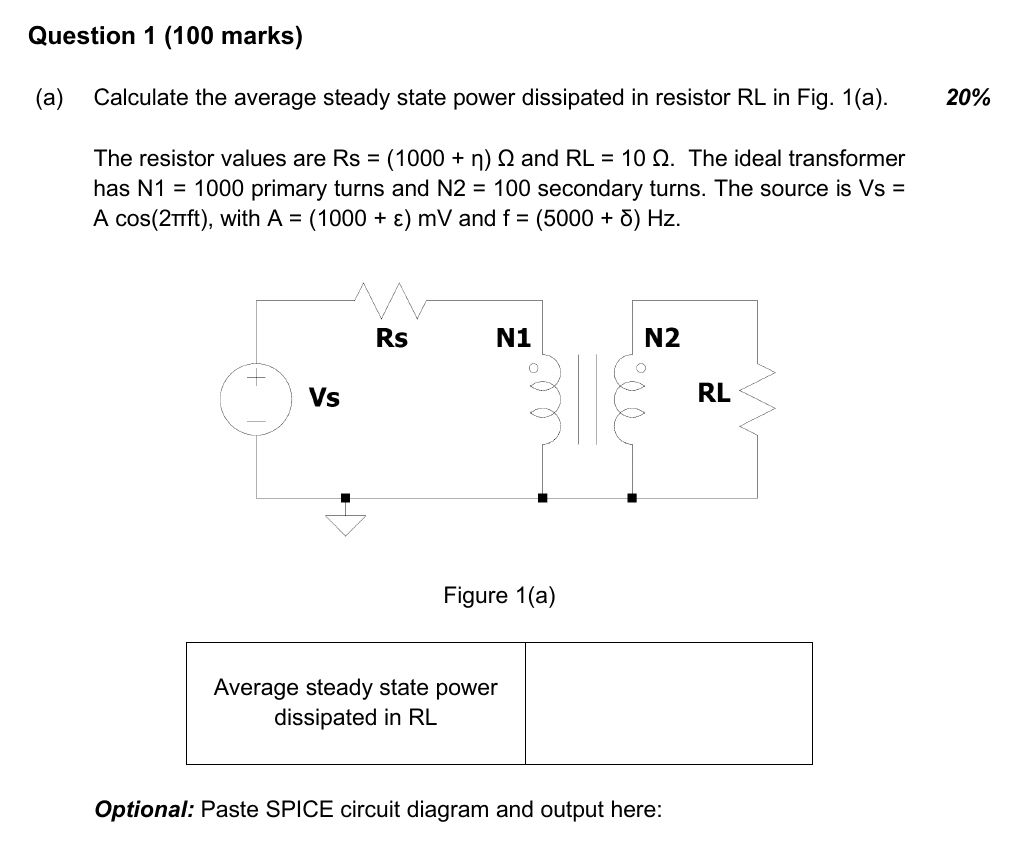 Question 1 (100 marks)
(a) Calculate the average steady state power dissipated in resistor RL in Fig. 1(a). 20%
The resistor values are Rs = (1000 + η) Ω and RL = 10 Ω. The ideal transformer
has N1 = 1000 primary turns and N2 = 100 secondary turns. The source is Vs =
A cos(2πft), with A = (1000 + ε) mV and f = (5000 + δ) Hz.
Rs N1 N2
Vs RL
Figure 1(a)
Average steady state power
dissipated in RL
Optional: Paste SPICE circuit diagram and output here: